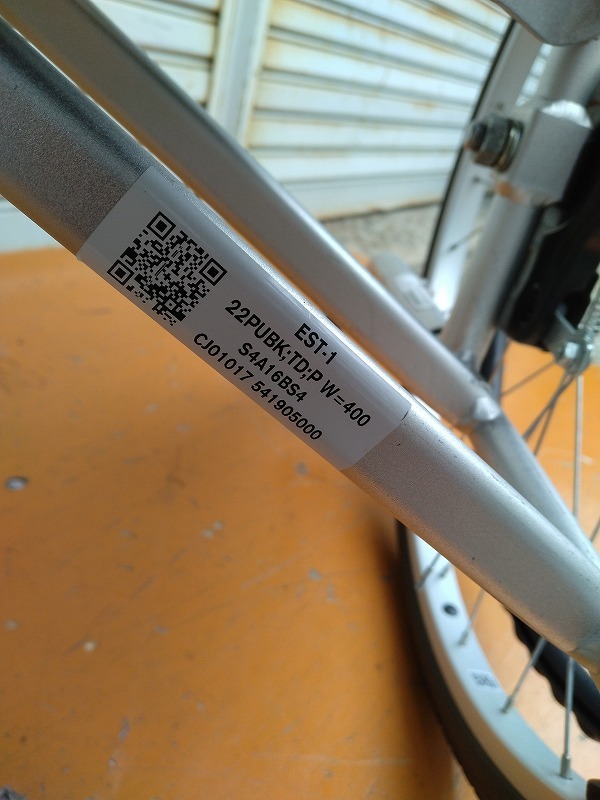 EST:1
22PUBK;TD;P W=400
S4A16BS4
CJ01017 541905000